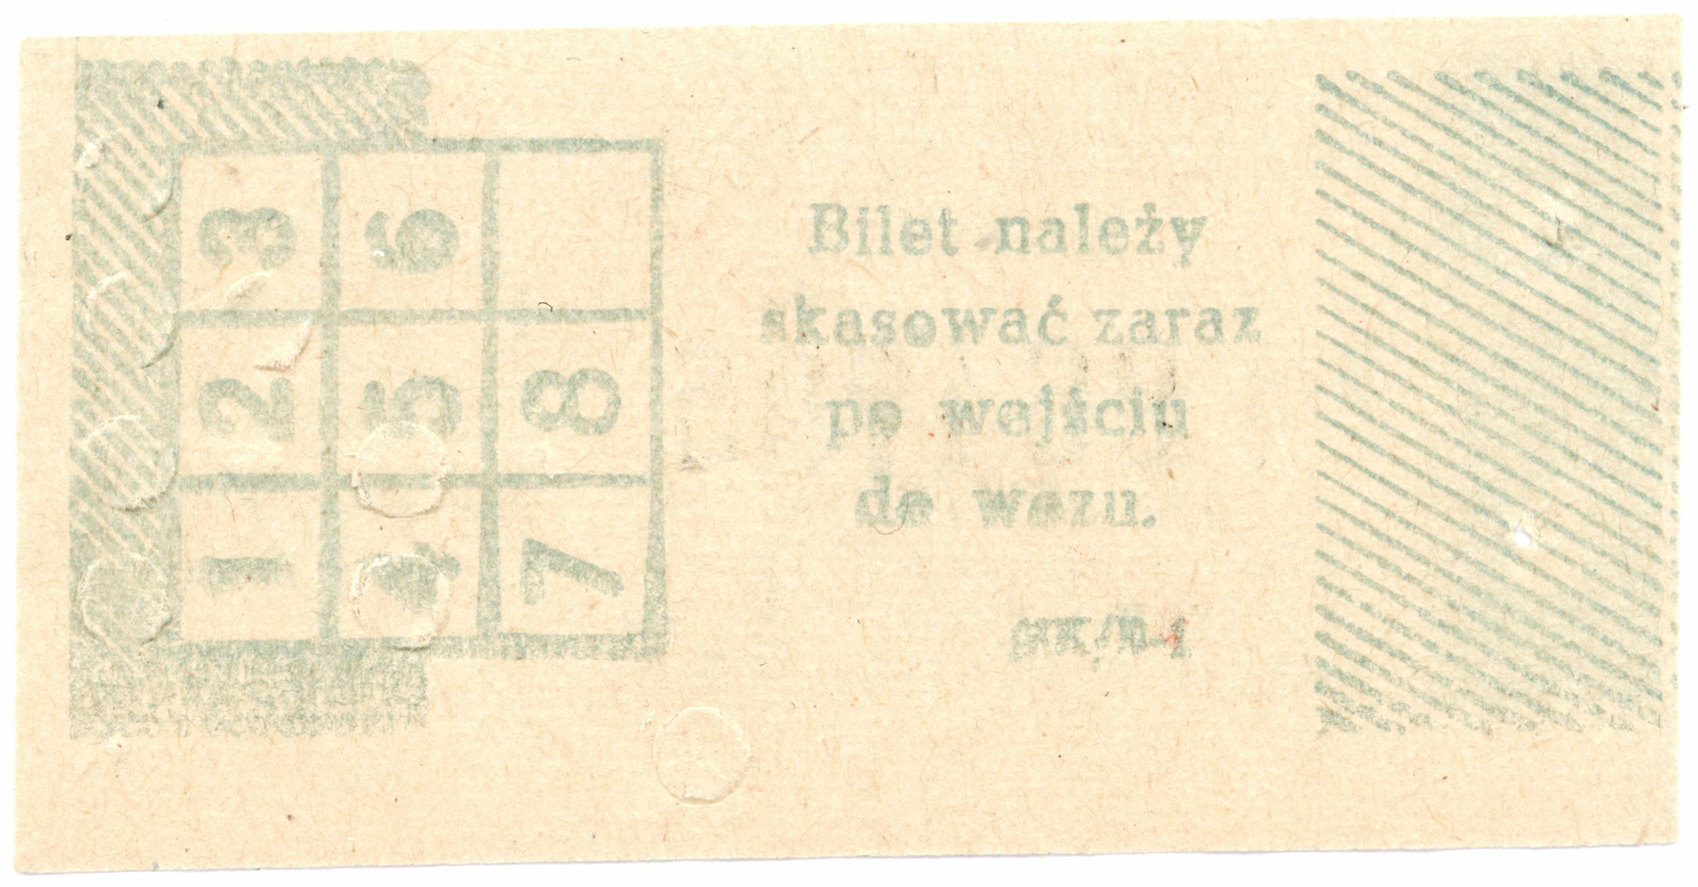 3 6
2 5 8
1 4 7
Bilet należy
skasować zaraz
po wejściu
do wozu.